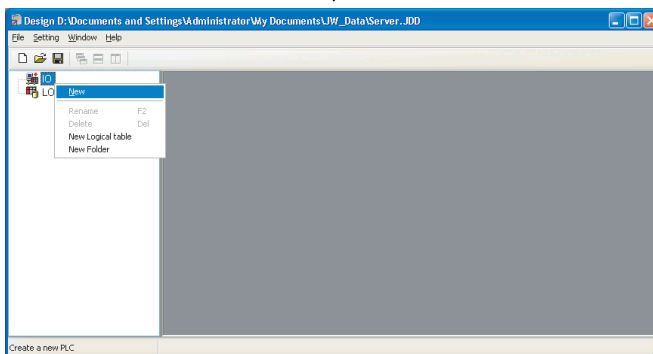 Design D:\Documents and Settings\Administrator\My Documents\JW_Data\Server..JDD
File Setting Window Help
IO
LO
New
Rename F2
Delete Del
New Logical table
New Folder
Create a new PLC